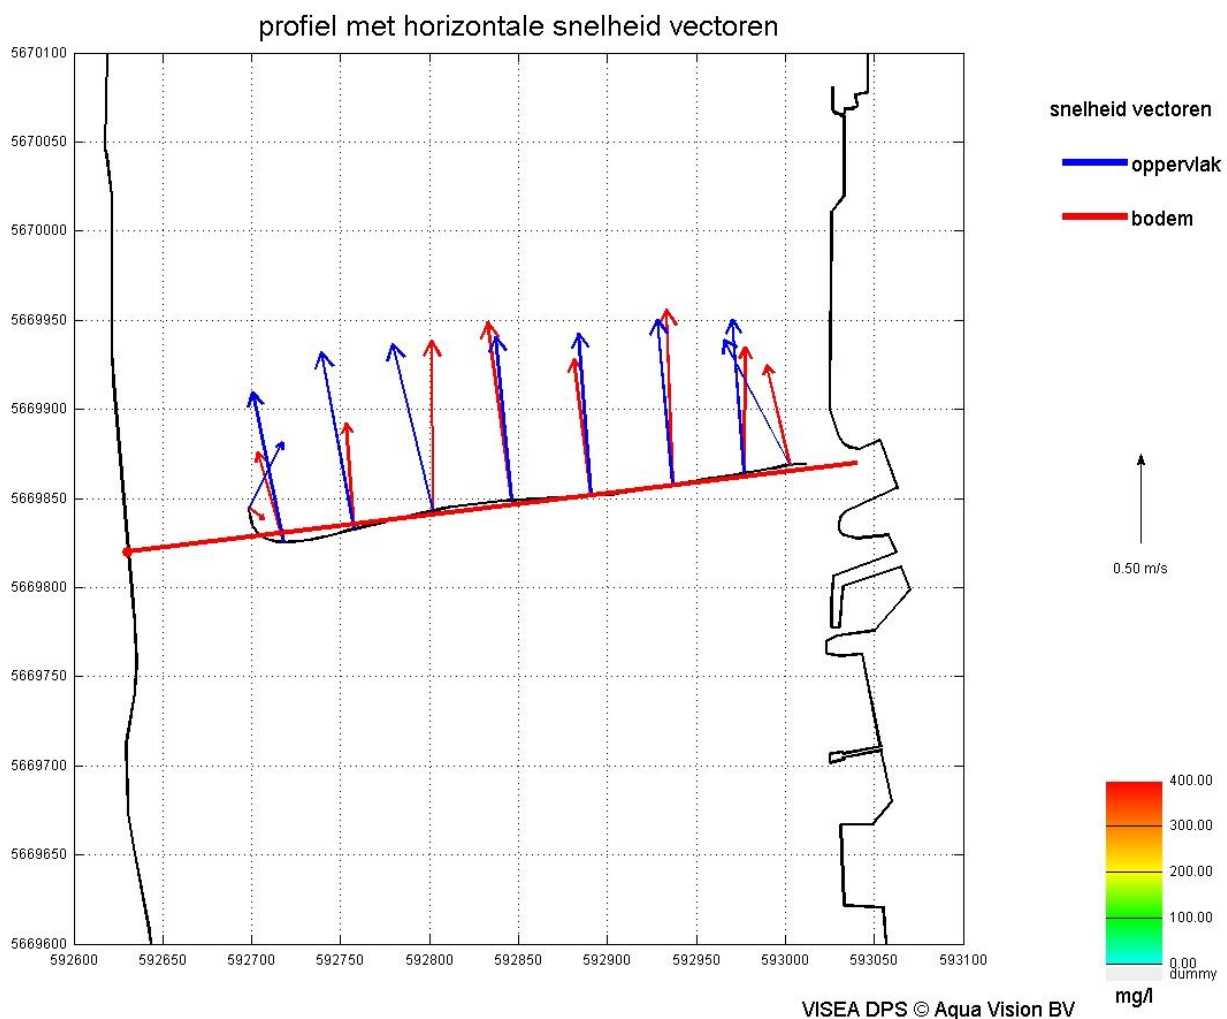 profiel met horizontale snelheid vectoren
5670100
5670050
5670000
5669950
5669900
5669850
5669800
5669750
5669700
5669650
5669600
592600 592650 592700 592750 592800 592850 592900 592950 593000 593050 593100
snelheid vectoren
oppervlak
bodem
0.50 m/s
400.00
300.00
200.00
100.00
0.00
dummy
mg/l
VISEA DPS © Aqua Vision BV